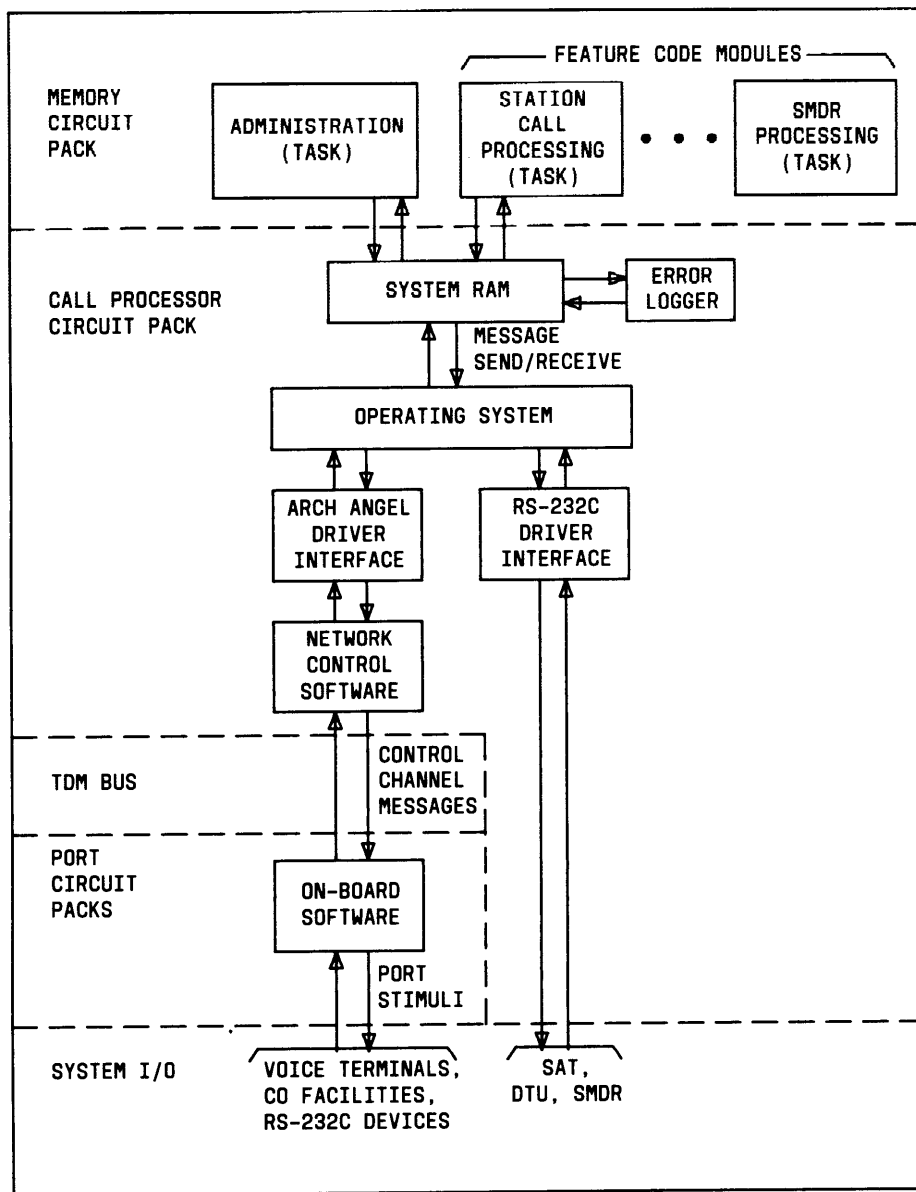 FEATURE CODE MODULES
MEMORY
CIRCUIT
PACK
ADMINISTRATION
(TASK)
STATION
CALL
PROCESSING
(TASK)
SMDR
PROCESSING
(TASK)
CALL PROCESSOR
CIRCUIT PACK
SYSTEM RAM
ERROR
LOGGER
MESSAGE
SEND/RECEIVE
OPERATING SYSTEM
ARCH ANGEL
DRIVER
INTERFACE
RS-232C
DRIVER
INTERFACE
NETWORK
CONTROL
SOFTWARE
TDM BUS
CONTROL
CHANNEL
MESSAGES
PORT
CIRCUIT
PACKS
ON-BOARD
SOFTWARE
PORT
STIMULI
SYSTEM I/O
VOICE TERMINALS,
CO FACILITIES,
RS-232C DEVICES
SAT,
DTU, SMDR